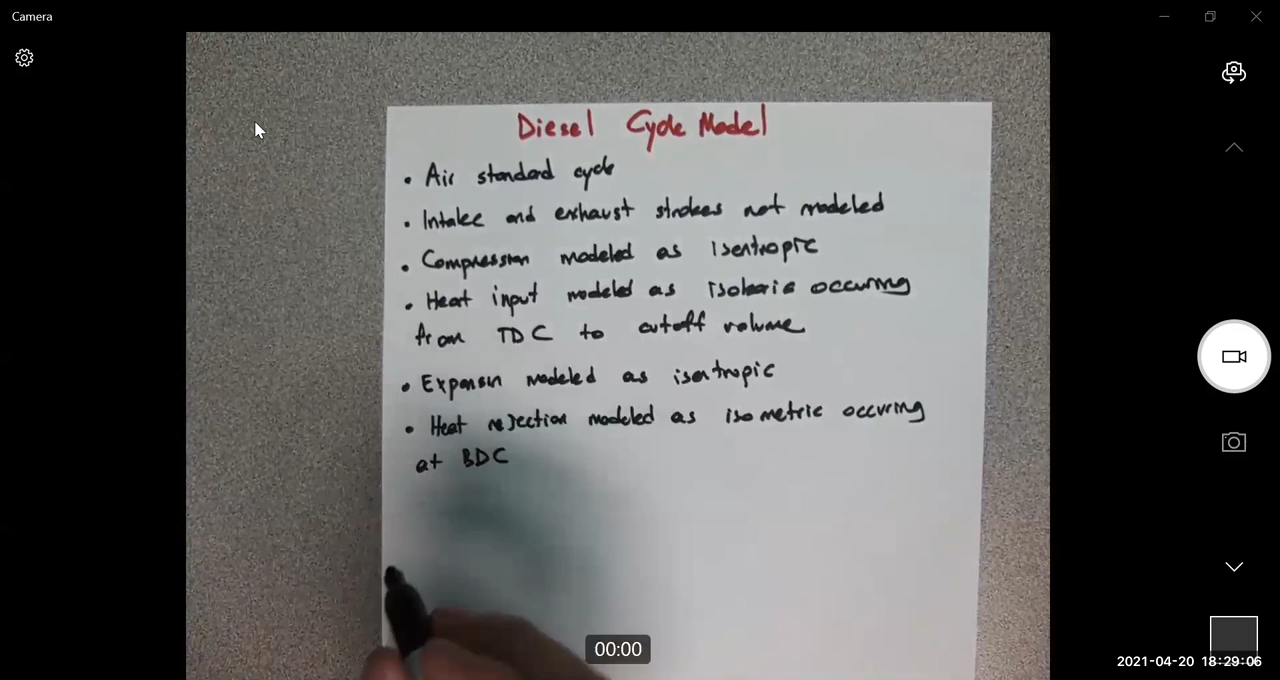 Camera
Diesel Cycle Model
• Air standard cycle
• Intake and exhaust strokes not modeled
• Compression modeled as isentropic
• Heat input modeled as isobaric occuring
from TDC to cutoff volume
• Expansion modeled as isentropic
• Heat rejection modeled as isometric occuring
at BDC
00:00
2021-04-20 18:29:06